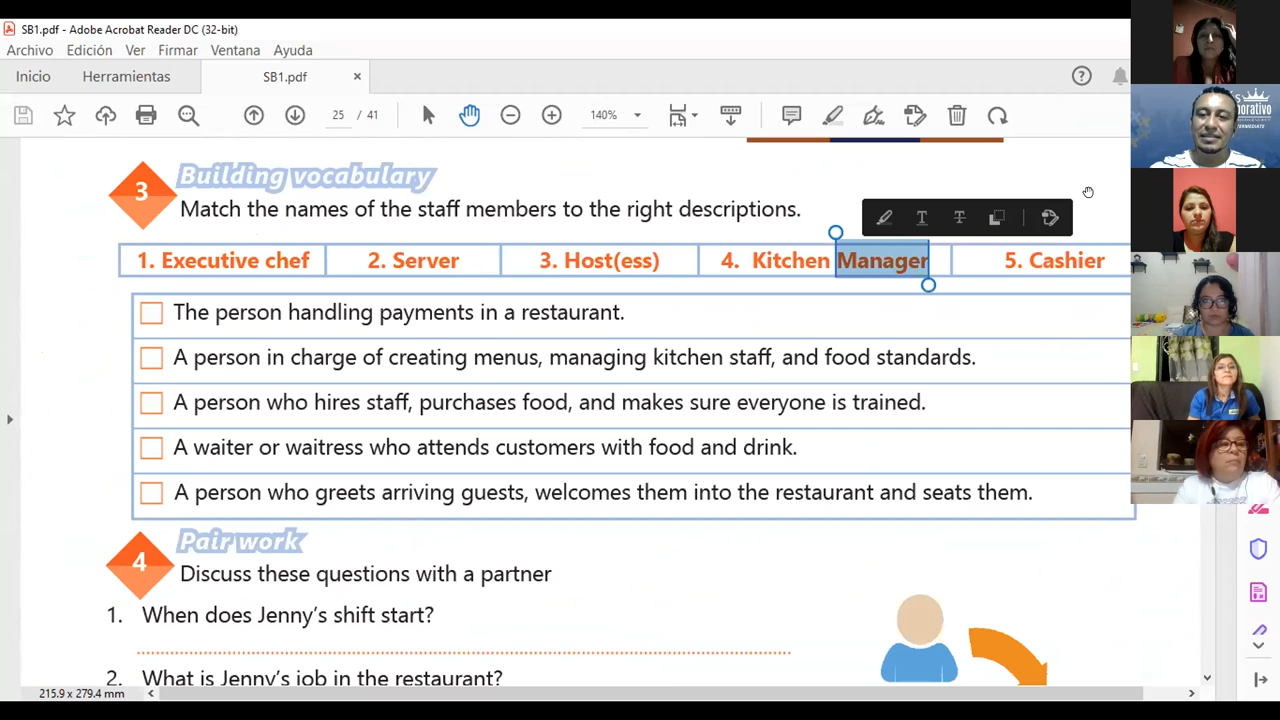 SB1.pdf - Adobe Acrobat Reader DC (32-bit)
Archivo Edición Ver Firmar Ventana Ayuda
Inicio Herramientas SB1.pdf ×
25 / 41 140%
3 Building vocabulary
Match the names of the staff members to the right descriptions.
1. Executive chef 2. Server 3. Host(ess) 4. Kitchen Manager 5. Cashier
The person handling payments in a restaurant.
A person in charge of creating menus, managing kitchen staff, and food standards.
A person who hires staff, purchases food, and makes sure everyone is trained.
A waiter or waitress who attends customers with food and drink.
A person who greets arriving guests, welcomes them into the restaurant and seats them.
4 Pair work
Discuss these questions with a partner
1. When does Jenny's shift start?
2. What is Jenny's job in the restaurant?
215.9 x 279.4 mm